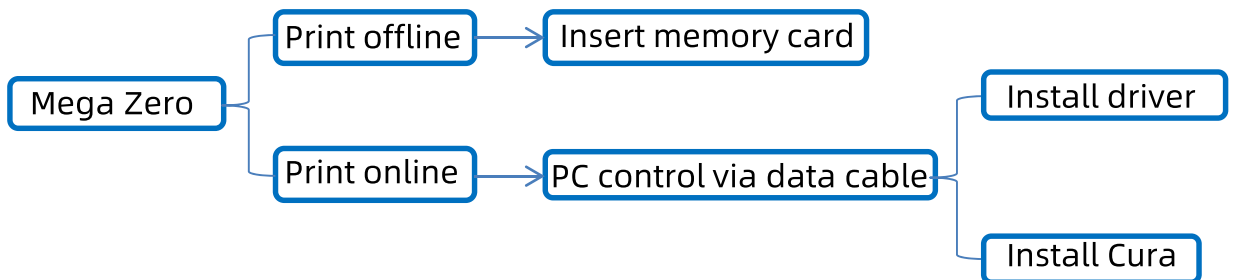 Print offline
Insert memory card
Mega Zero
Install driver
Print online
PC control via data cable
Install Cura